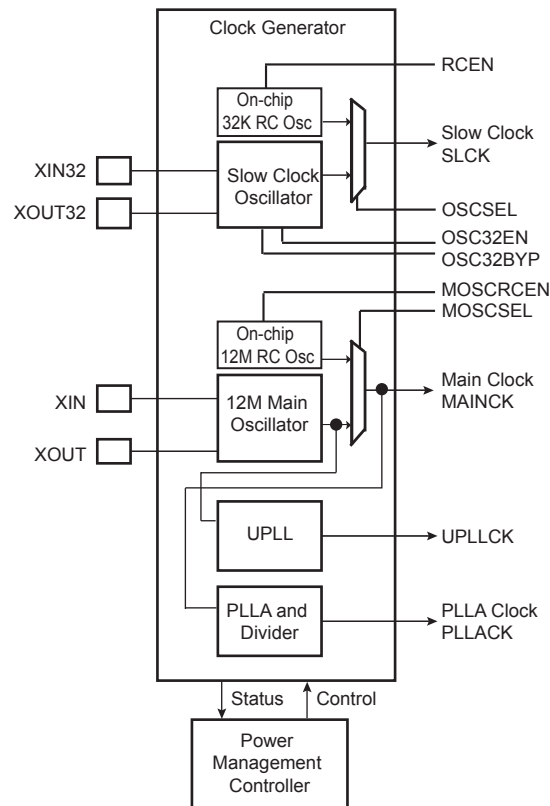 Clock Generator
RCEN
On-chip
32K RC Osc
Slow Clock
SLCK
XIN32
Slow Clock
Oscillator
XOUT32
OSCSEL
OSC32EN
OSC32BYP
MOSCRCEN
MOSCSEL
On-chip
12M RC Osc
Main Clock
MAINCK
XIN
12M Main
Oscillator
XOUT
UPLL
UPLLCK
PLLA and
Divider
PLLA Clock
PLLACK
Status
Control
Power
Management
Controller